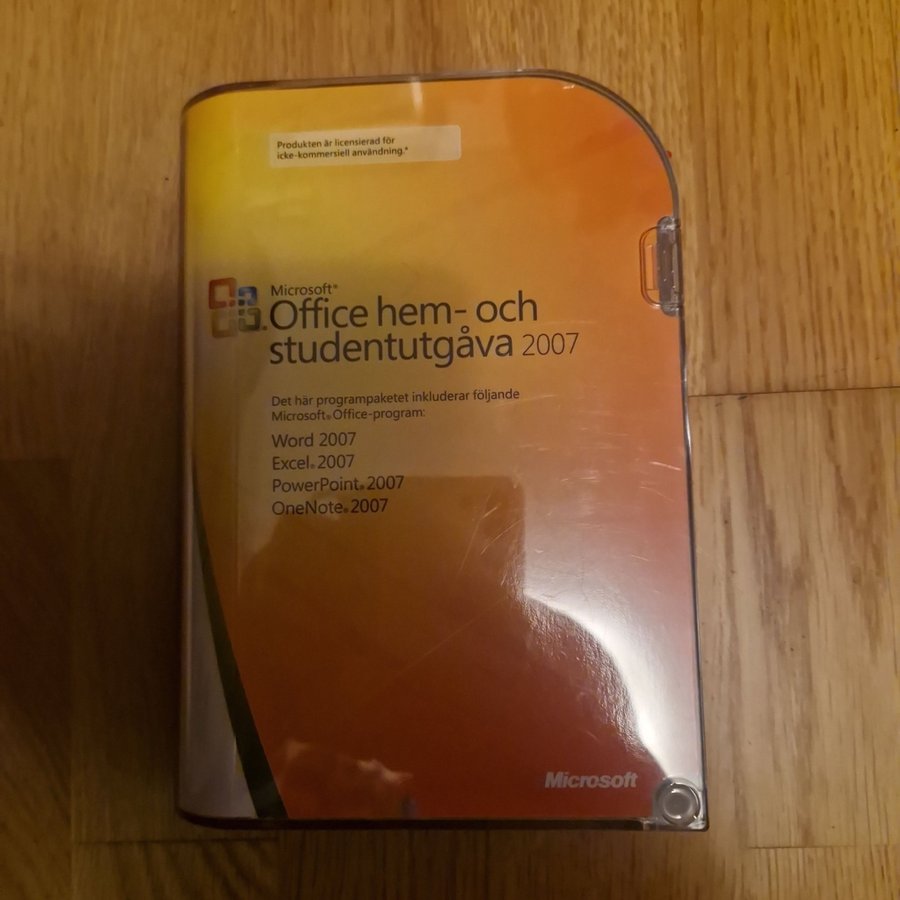 Produkten är licensierad för
icke-kommersiell användning.*
Microsoft®
Office hem- och
studentutgåva 2007
Det här programpaketet inkluderar följande
Microsoft® Office-program:
Word 2007
Excel® 2007
PowerPoint® 2007
OneNote® 2007
Microsoft